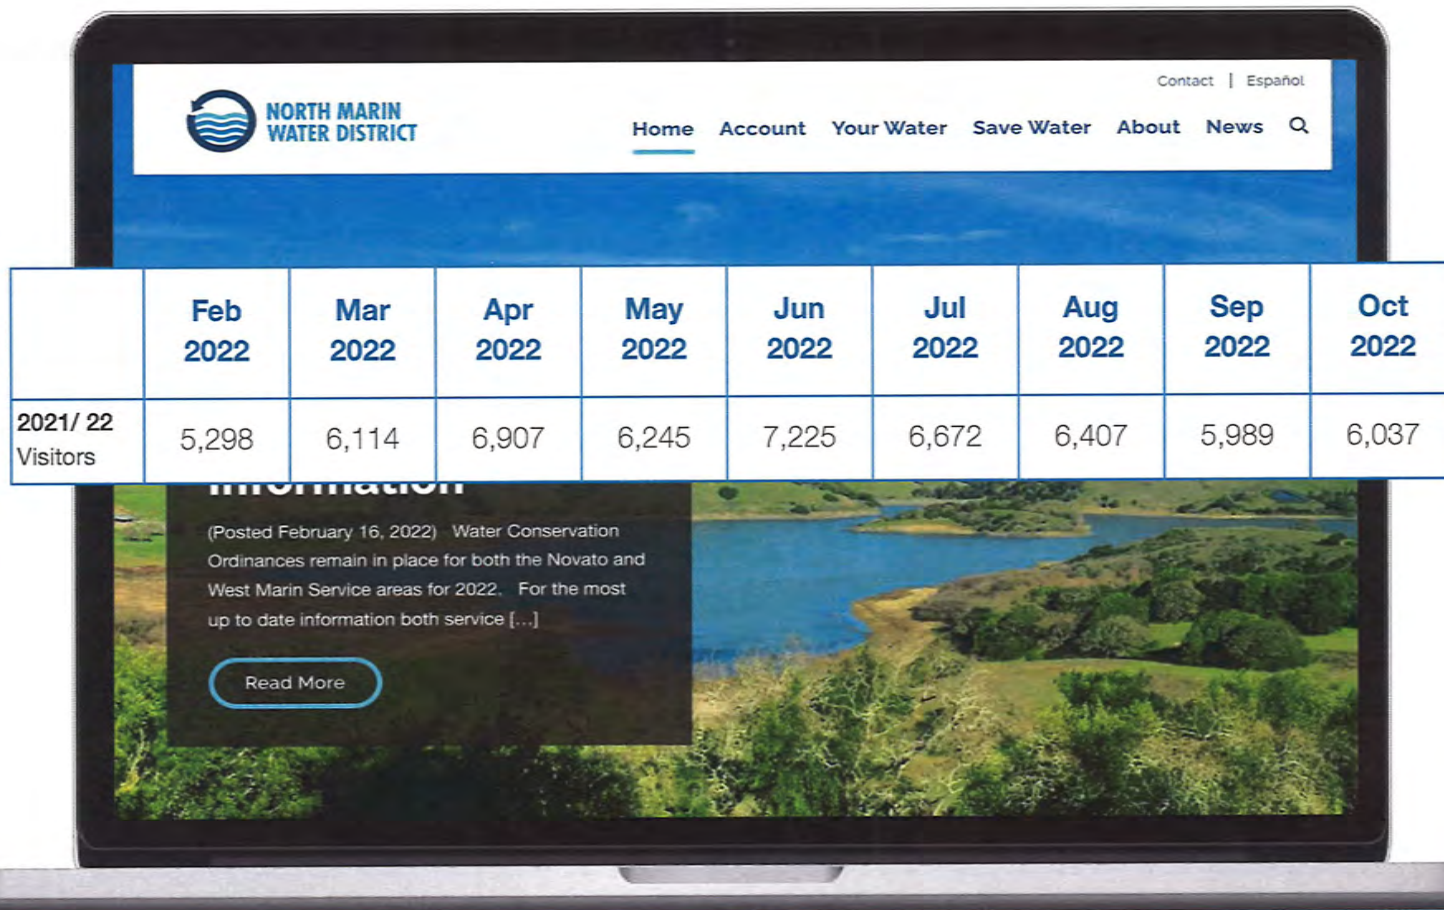 Contact | Español
NORTH MARIN
WATER DISTRICT
Home Account Your Water Save Water About News
Feb 2022 Mar 2022 Apr 2022 May 2022 Jun 2022 Jul 2022 Aug 2022 Sep 2022 Oct 2022
2021/ 22 Visitors 5,298 6,114 6,907 6,245 7,225 6,672 6,407 5,989 6,037
Information
(Posted February 16, 2022) Water Conservation
Ordinances remain in place for both the Novato and
West Marin Service areas for 2022. For the most
up to date information both service [...]
Read More